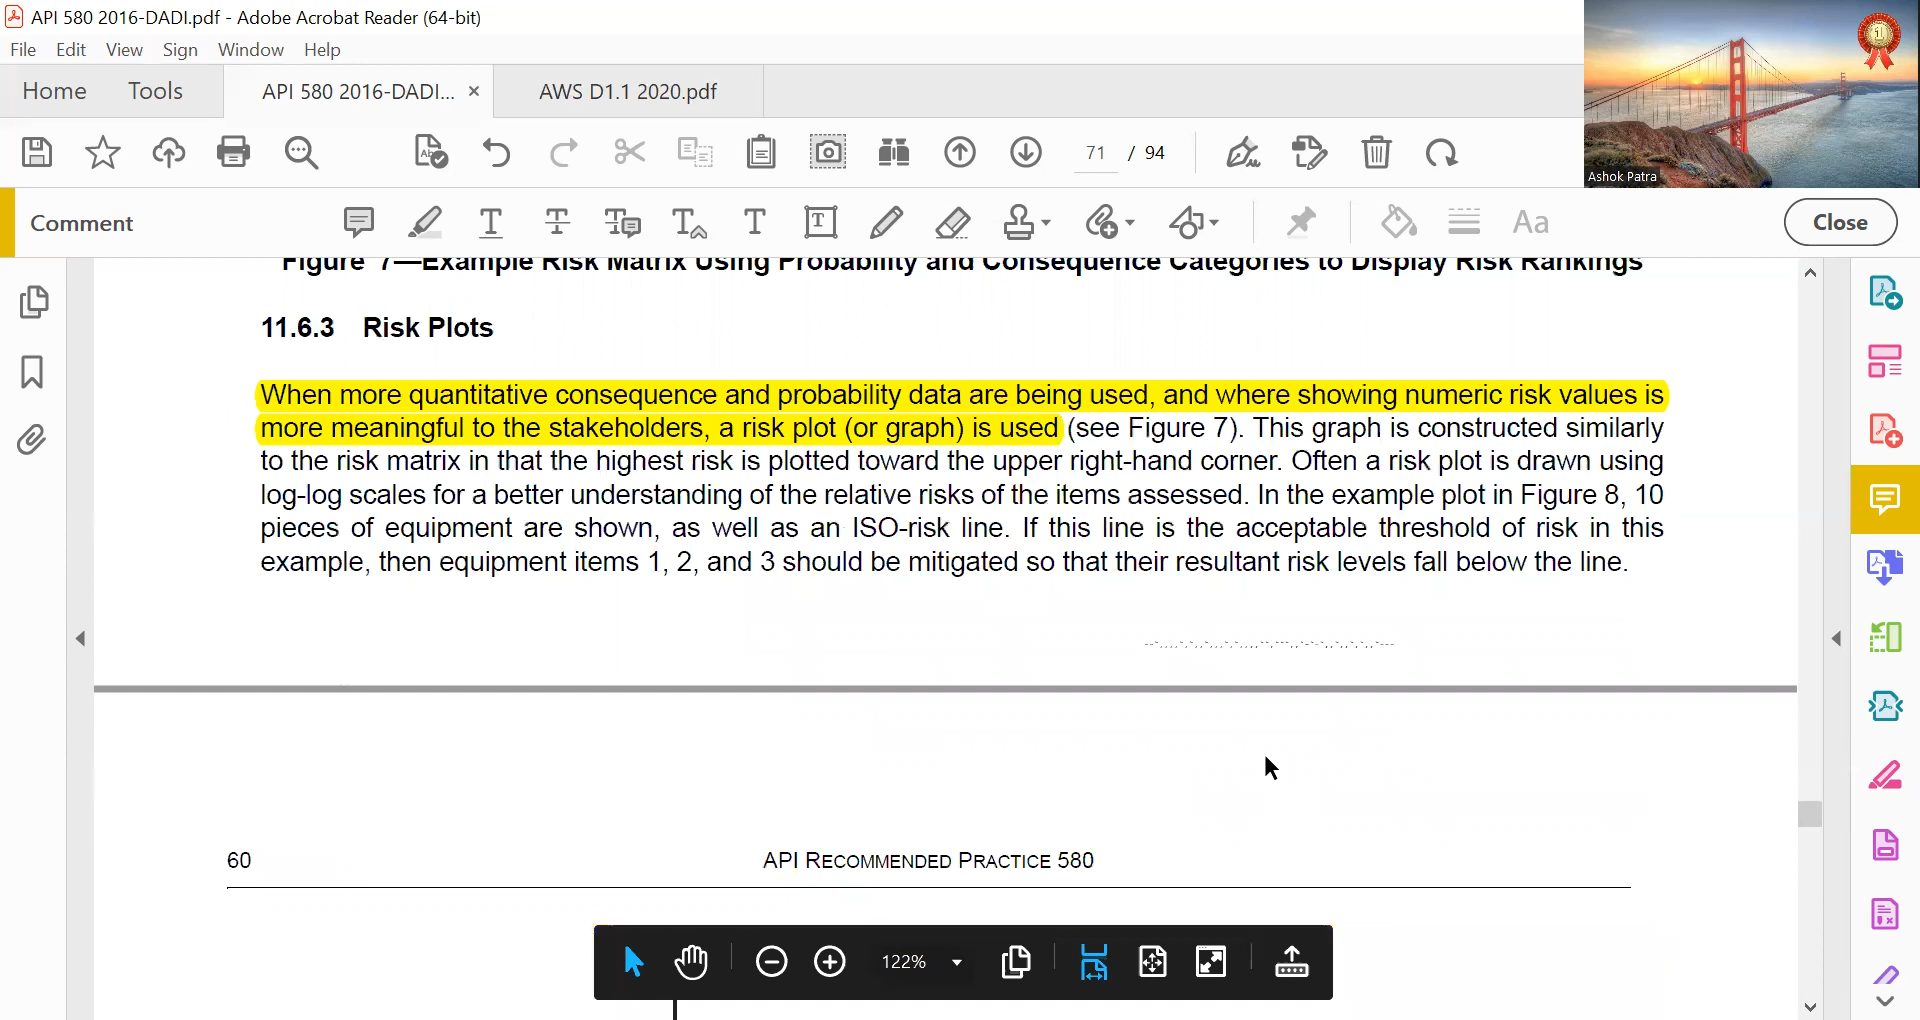 API 580 2016-DADI.pdf - Adobe Acrobat Reader (64-bit)
File Edit View Sign Window Help
Home Tools API 580 2016-DADI... × AWS D1.1 2020.pdf
71 / 94
Ashok Patra
Comment
Close
Figure 7—Example Risk Matrix Using Probability and Consequence Categories to Display Risk Rankings
11.6.3 Risk Plots
When more quantitative consequence and probability data are being used, and where showing numeric risk values is
more meaningful to the stakeholders, a risk plot (or graph) is used (see Figure 7). This graph is constructed similarly
to the risk matrix in that the highest risk is plotted toward the upper right-hand corner. Often a risk plot is drawn using
log-log scales for a better understanding of the relative risks of the items assessed. In the example plot in Figure 8, 10
pieces of equipment are shown, as well as an ISO-risk line. If this line is the acceptable threshold of risk in this
example, then equipment items 1, 2, and 3 should be mitigated so that their resultant risk levels fall below the line.
60 API RECOMMENDED PRACTICE 580
122%